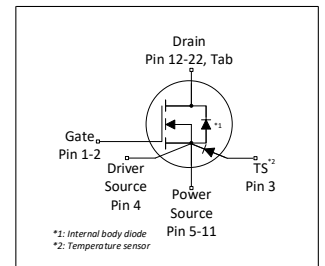 Drain
Pin 12-22, Tab
*1
Gate
Pin 1-2
Driver
Source
Pin 4
Power
Source
Pin 5-11
TS*2
Pin 3
*1: Internal body diode
*2: Temperature sensor